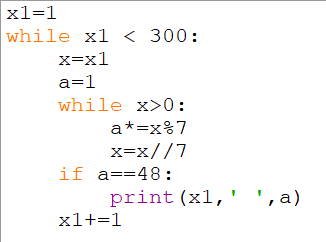 x1=1
while x1 < 300:
    x=x1
    a=1
    while x>0:
        a*=x%7
        x=x//7
    if a==48:
        print(x1,' ',a)
    x1+=1